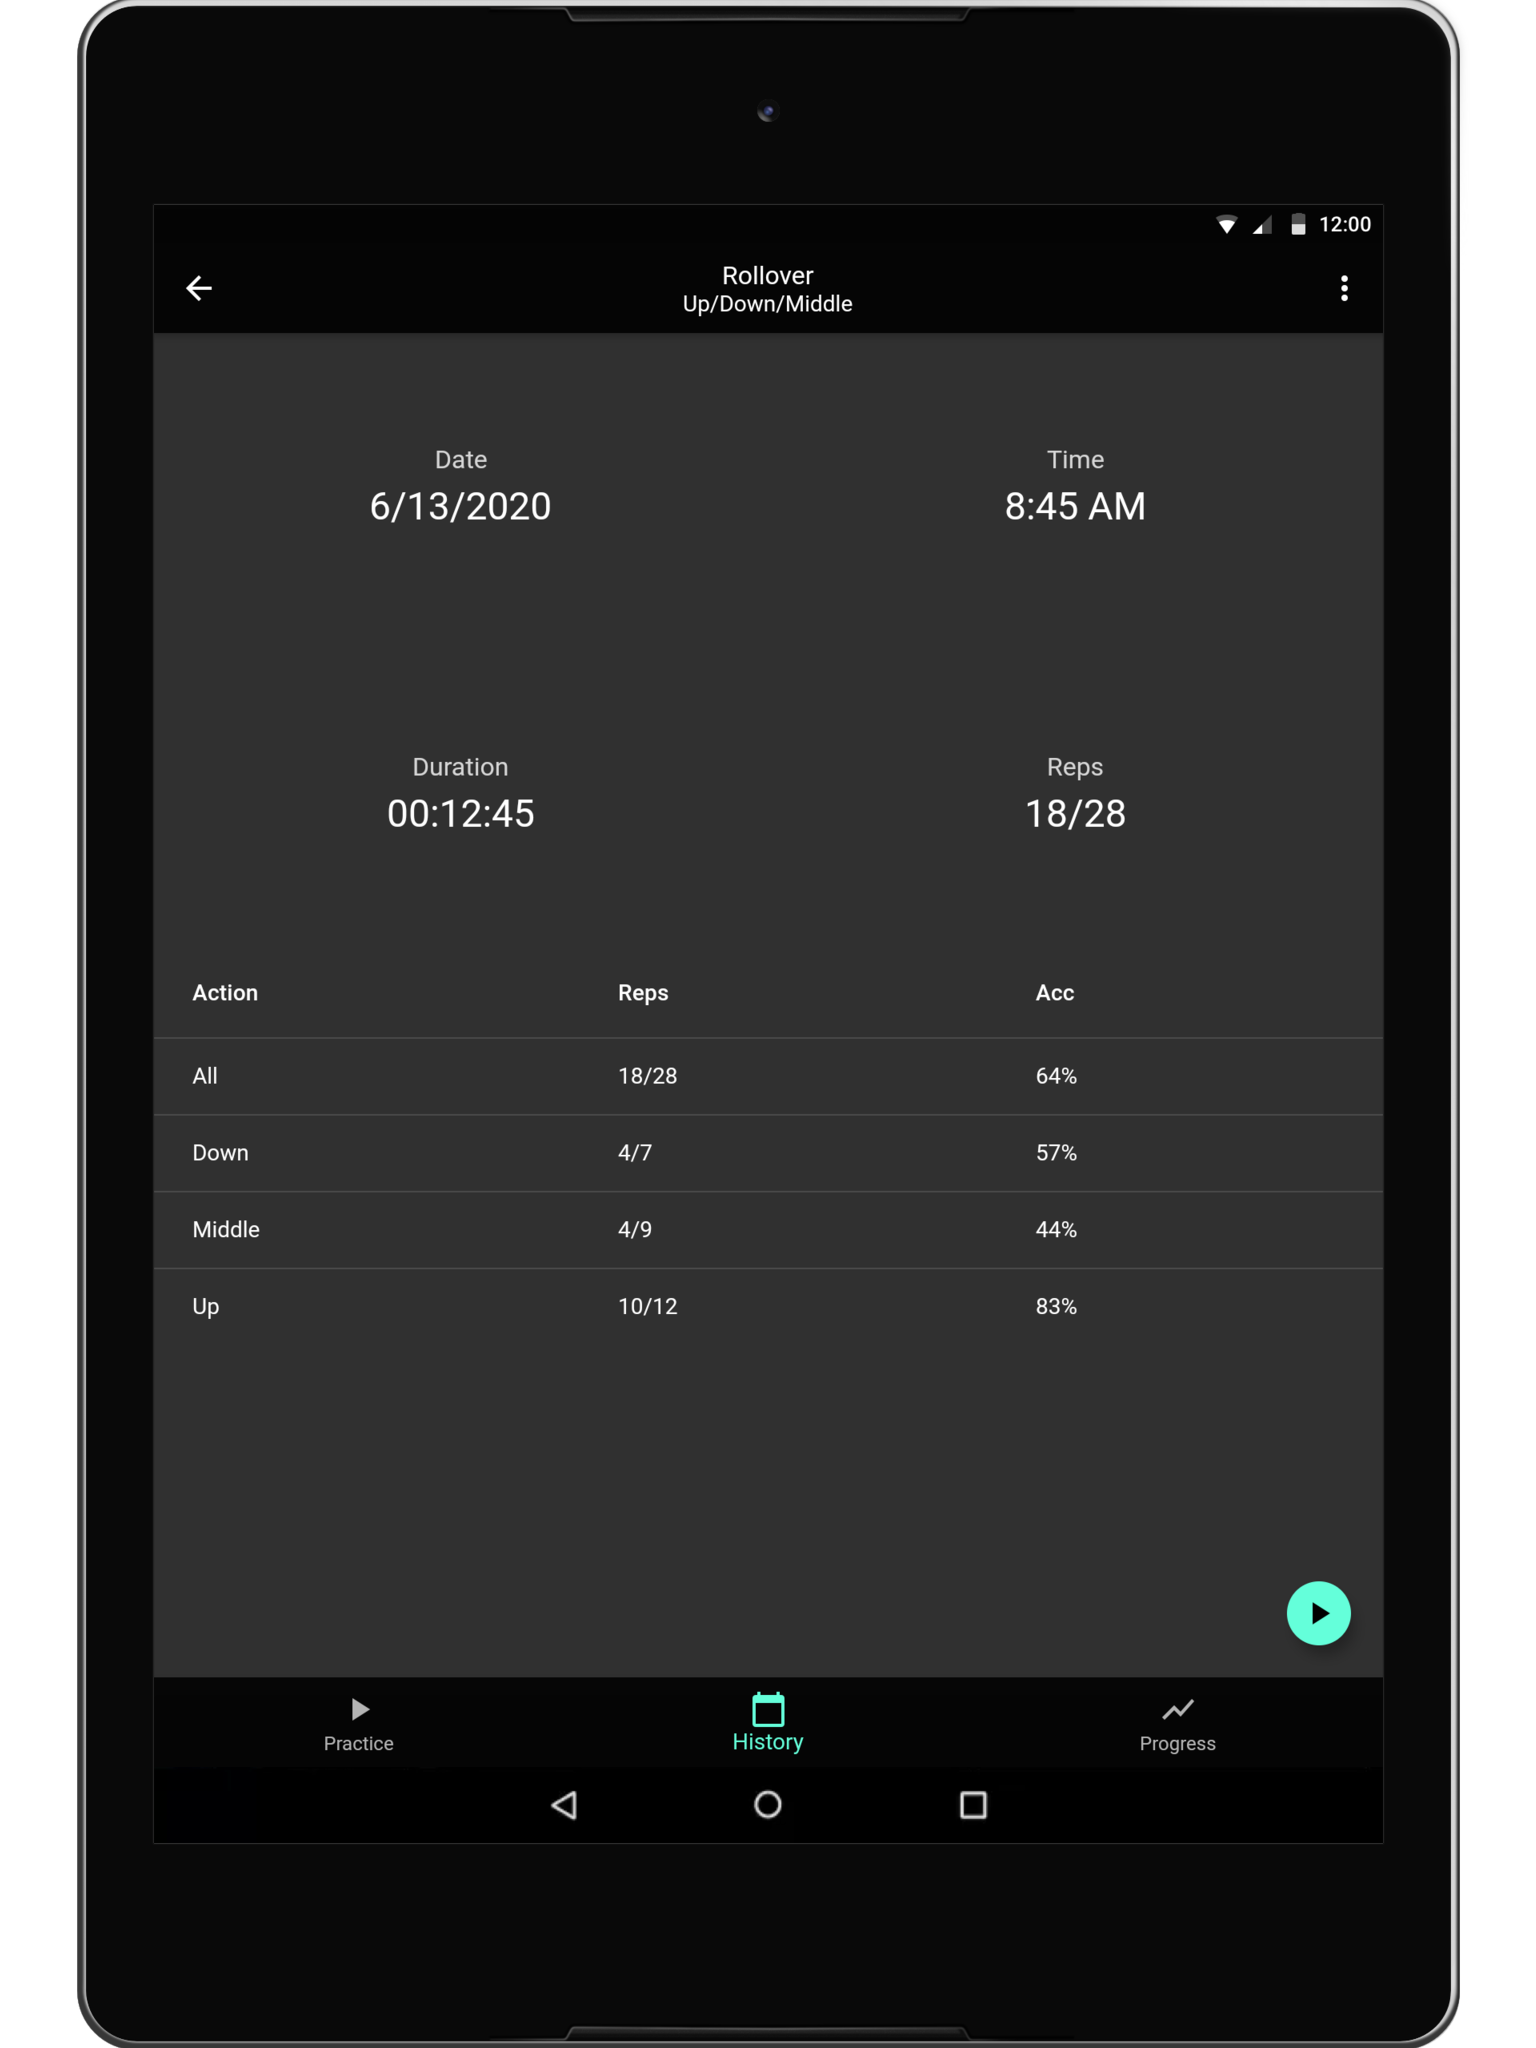 12:00
Rollover
Up/Down/Middle
Date
6/13/2020
Time
8:45 AM
Duration
00:12:45
Reps
18/28
Action Reps Acc
All 18/28 64%
Down 4/7 57%
Middle 4/9 44%
Up 10/12 83%
Practice History Progress